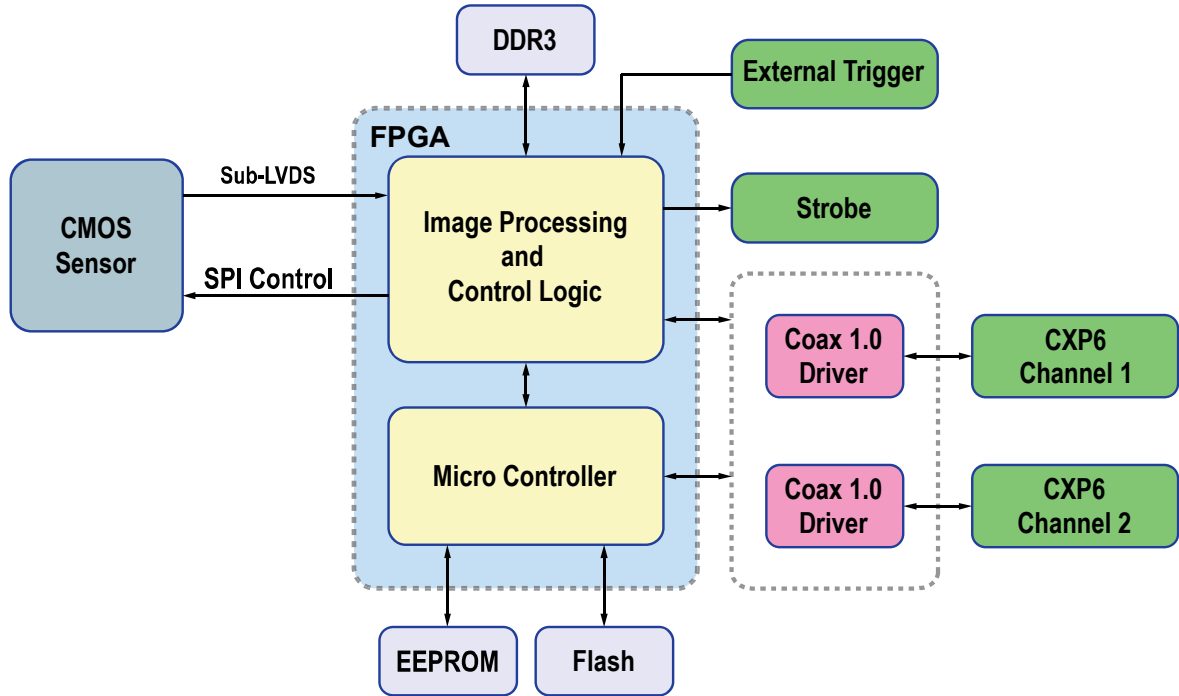 DDR3
External Trigger
FPGA
Sub-LVDS
CMOS
Sensor
Image Processing
and
Control Logic
Strobe
SPI Control
Coax 1.0
Driver
CXP6
Channel 1
Micro Controller
Coax 1.0
Driver
CXP6
Channel 2
EEPROM
Flash